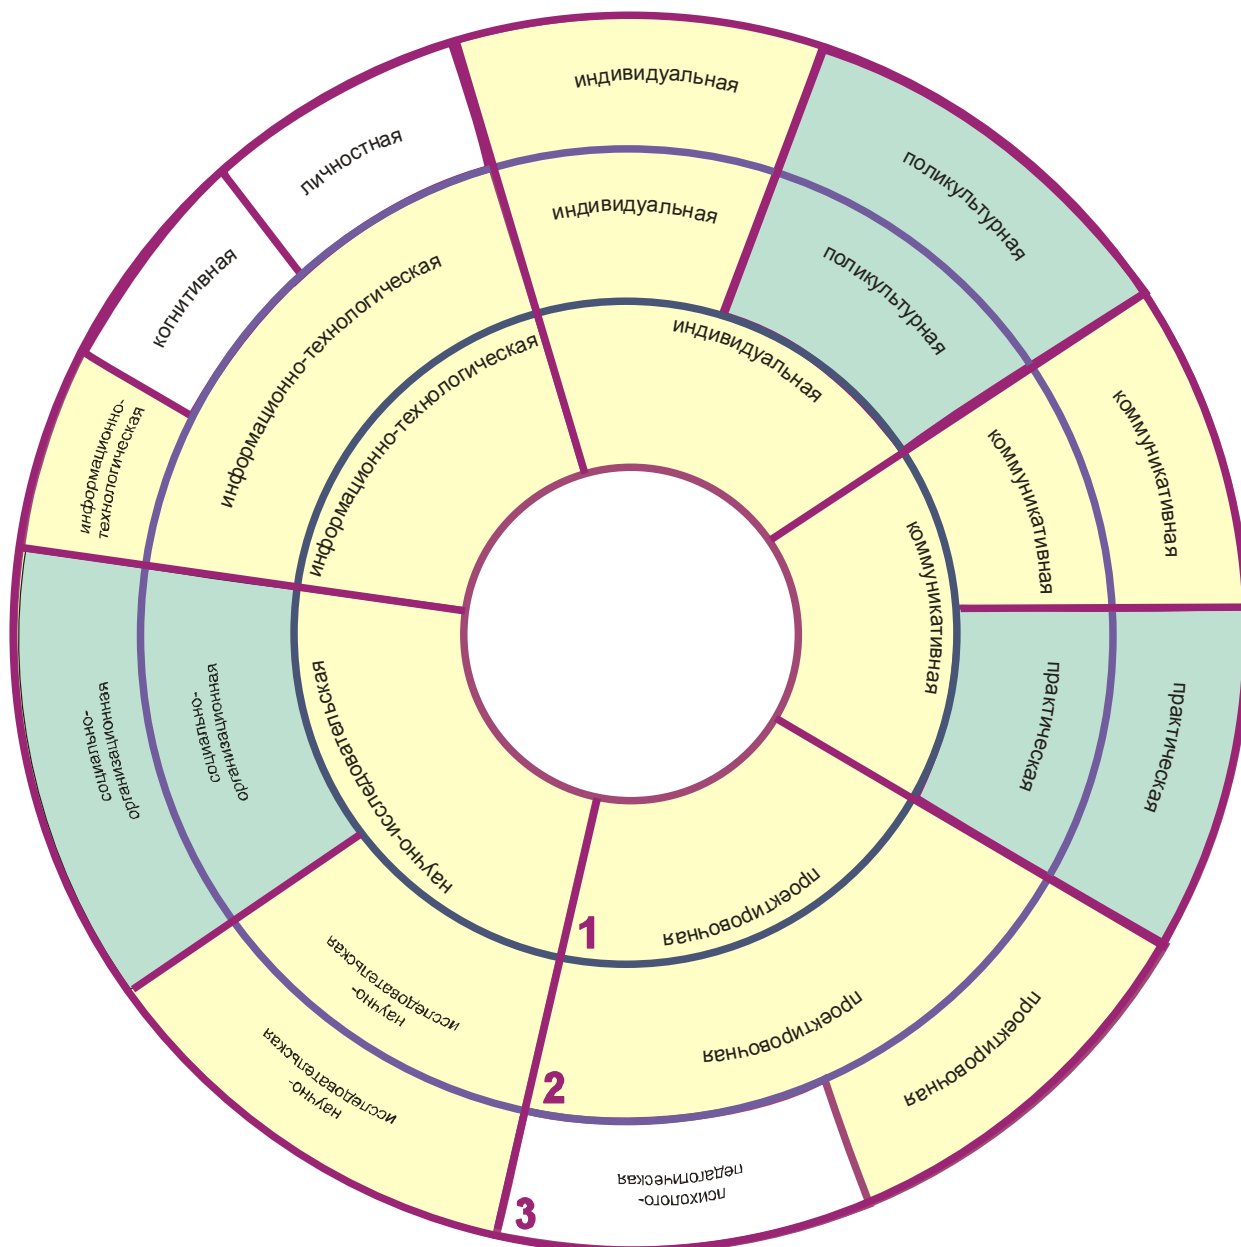 индивидуальная
поликультурная
коммуникативная
практическая
проектировочная
психолого-
педагогическая
научно-
исследовательская
социально-
организационная
информационно-
технологическая
когнитивная
личностная
индивидуальная
поликультурная
коммуникативная
практическая
проектировочная
научно-
исследовательская
социально-
организационная
информационно-технологическая
индивидуальная
коммуникативная
проектировочная
научно-исследовательская
информационно-технологическая
1
2
3